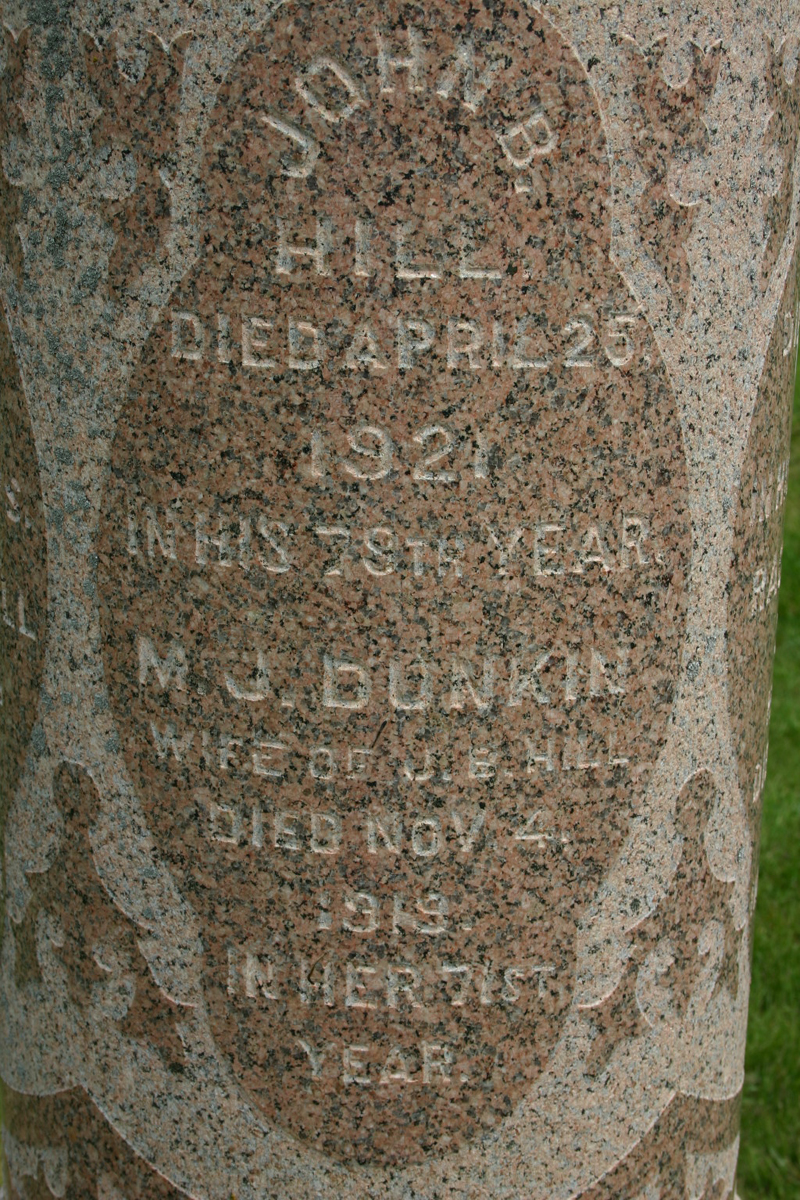 JOHN B.
HILL.
DIED APRIL 25.
1921
IN HIS 79TH YEAR.
M. J. DUNKIN
WIFE OF J. B. HILL
DIED NOV. 4.
1919.
IN HER 71ST.
YEAR.